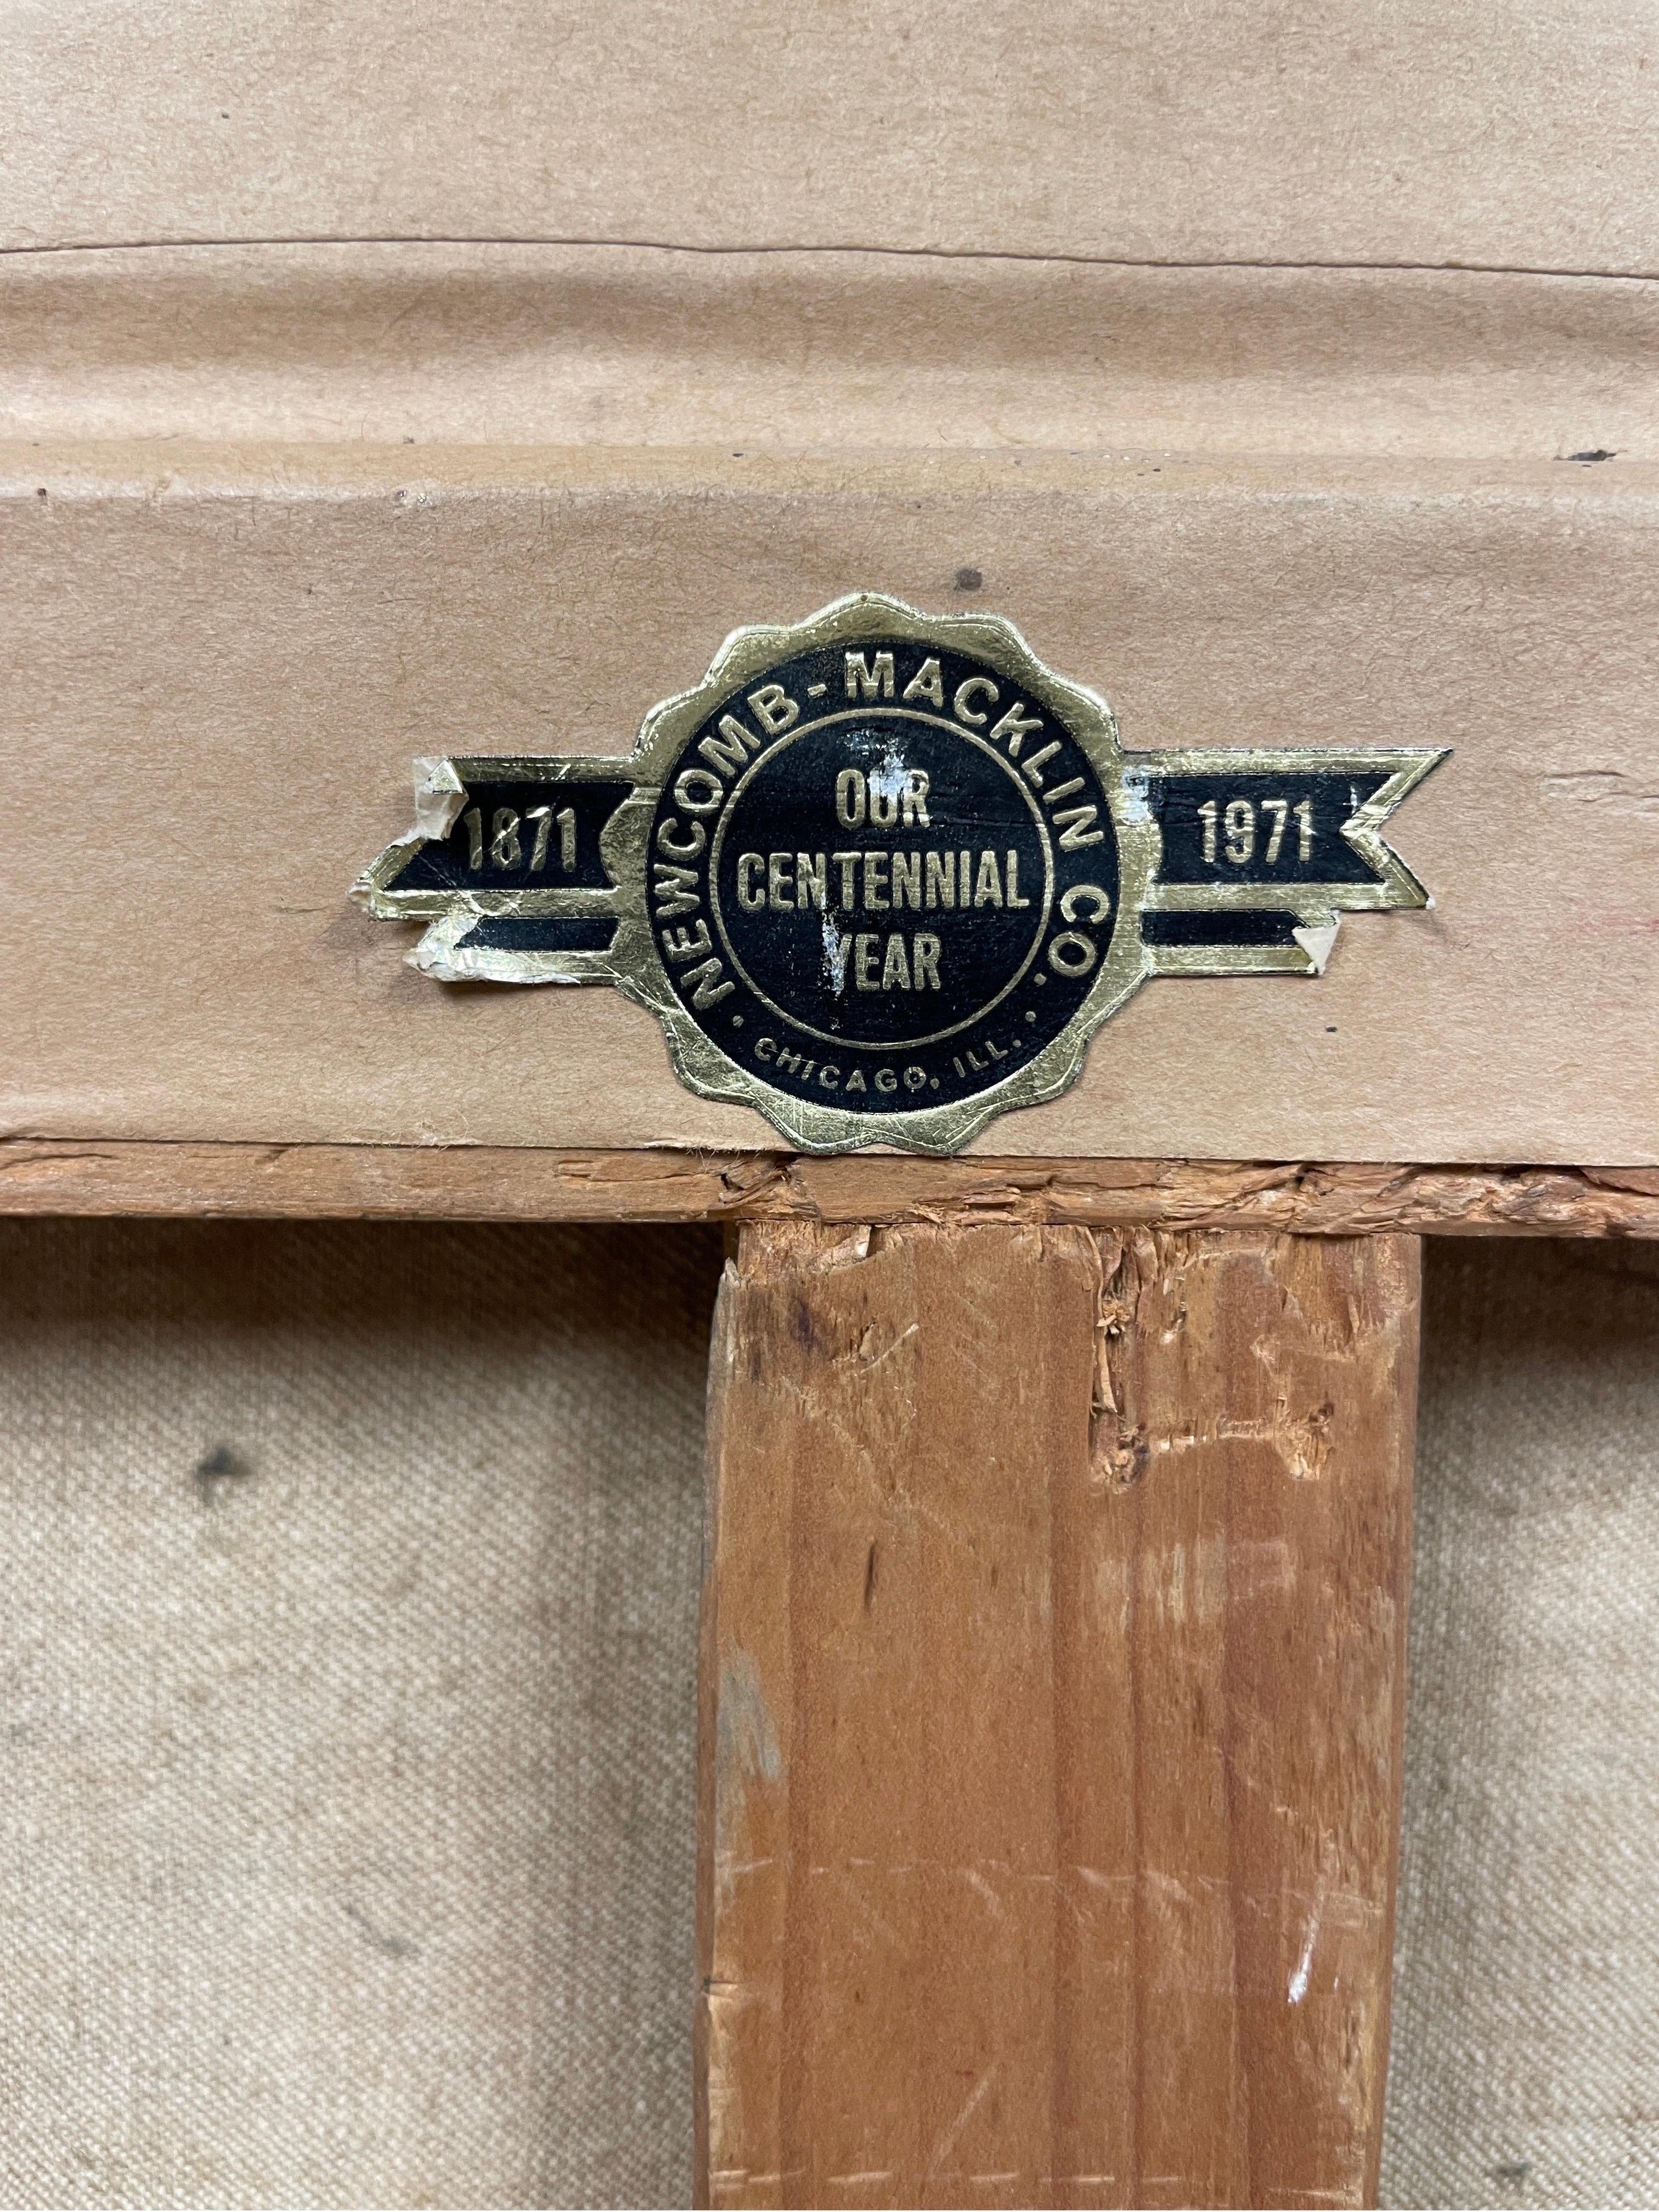 NEWCOMB-MACKLIN CO.
1871
OUR
CENTENNIAL
YEAR
1971
• CHICAGO, ILL. •